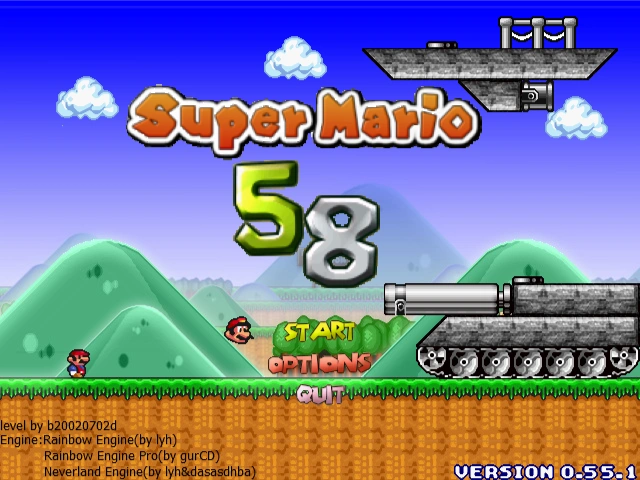 Super Mario
58
START
OPTIONS
QUIT
level by b20020702d
Engine:Rainbow Engine(by lyh)
Rainbow Engine Pro(by gurCD)
Neverland Engine(by lyh&dasasdhba)
VERSION 0.55.1